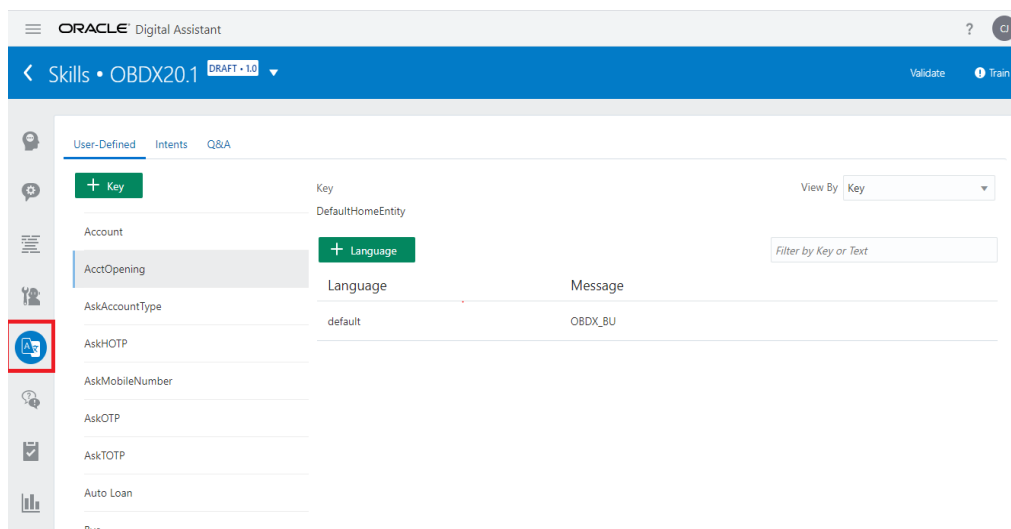 ORACLE® Digital Assistant
?
CJ
Skills • OBDX20.1 DRAFT • 1.0
Validate
Train
User-Defined Intents Q&A
+ Key
Account
AcctOpening
AskAccountType
AskHOTP
AskMobileNumber
AskOTP
AskTOTP
Auto Loan
Key
DefaultHomeEntity
View By Key
+ Language
Filter by Key or Text
Language Message
default OBDX_BU